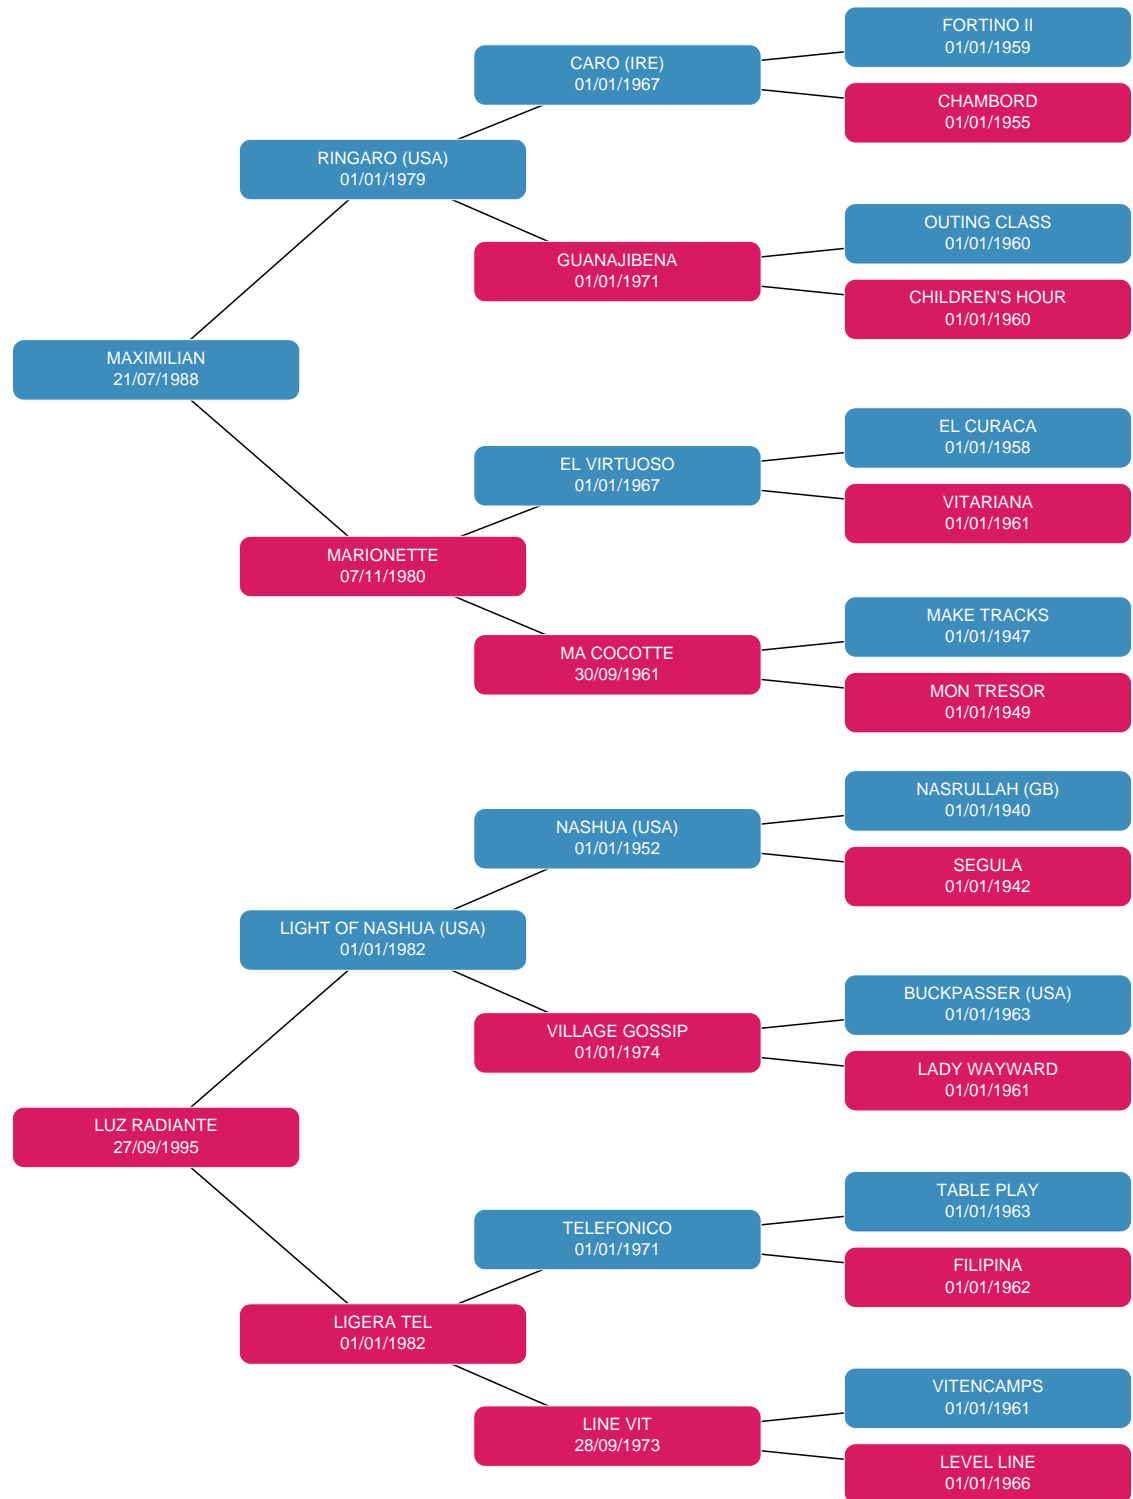 FORTINO II
01/01/1959
CARO (IRE)
01/01/1967
CHAMBORD
01/01/1955
RINGARO (USA)
01/01/1979
OUTING CLASS
01/01/1960
GUANAJIBENA
01/01/1971
CHILDREN'S HOUR
01/01/1960
MAXIMILIAN
21/07/1988
EL CURACA
01/01/1958
EL VIRTUOSO
01/01/1967
VITARIANA
01/01/1961
MARIONETTE
07/11/1980
MAKE TRACKS
01/01/1947
MA COCOTTE
30/09/1961
MON TRESOR
01/01/1949
NASRULLAH (GB)
01/01/1940
NASHUA (USA)
01/01/1952
SEGULA
01/01/1942
LIGHT OF NASHUA (USA)
01/01/1982
BUCKPASSER (USA)
01/01/1963
VILLAGE GOSSIP
01/01/1974
LADY WAYWARD
01/01/1961
LUZ RADIANTE
27/09/1995
TABLE PLAY
01/01/1963
TELEFONICO
01/01/1971
FILIPINA
01/01/1962
LIGERA TEL
01/01/1982
VITENCAMPS
01/01/1961
LINE VIT
28/09/1973
LEVEL LINE
01/01/1966